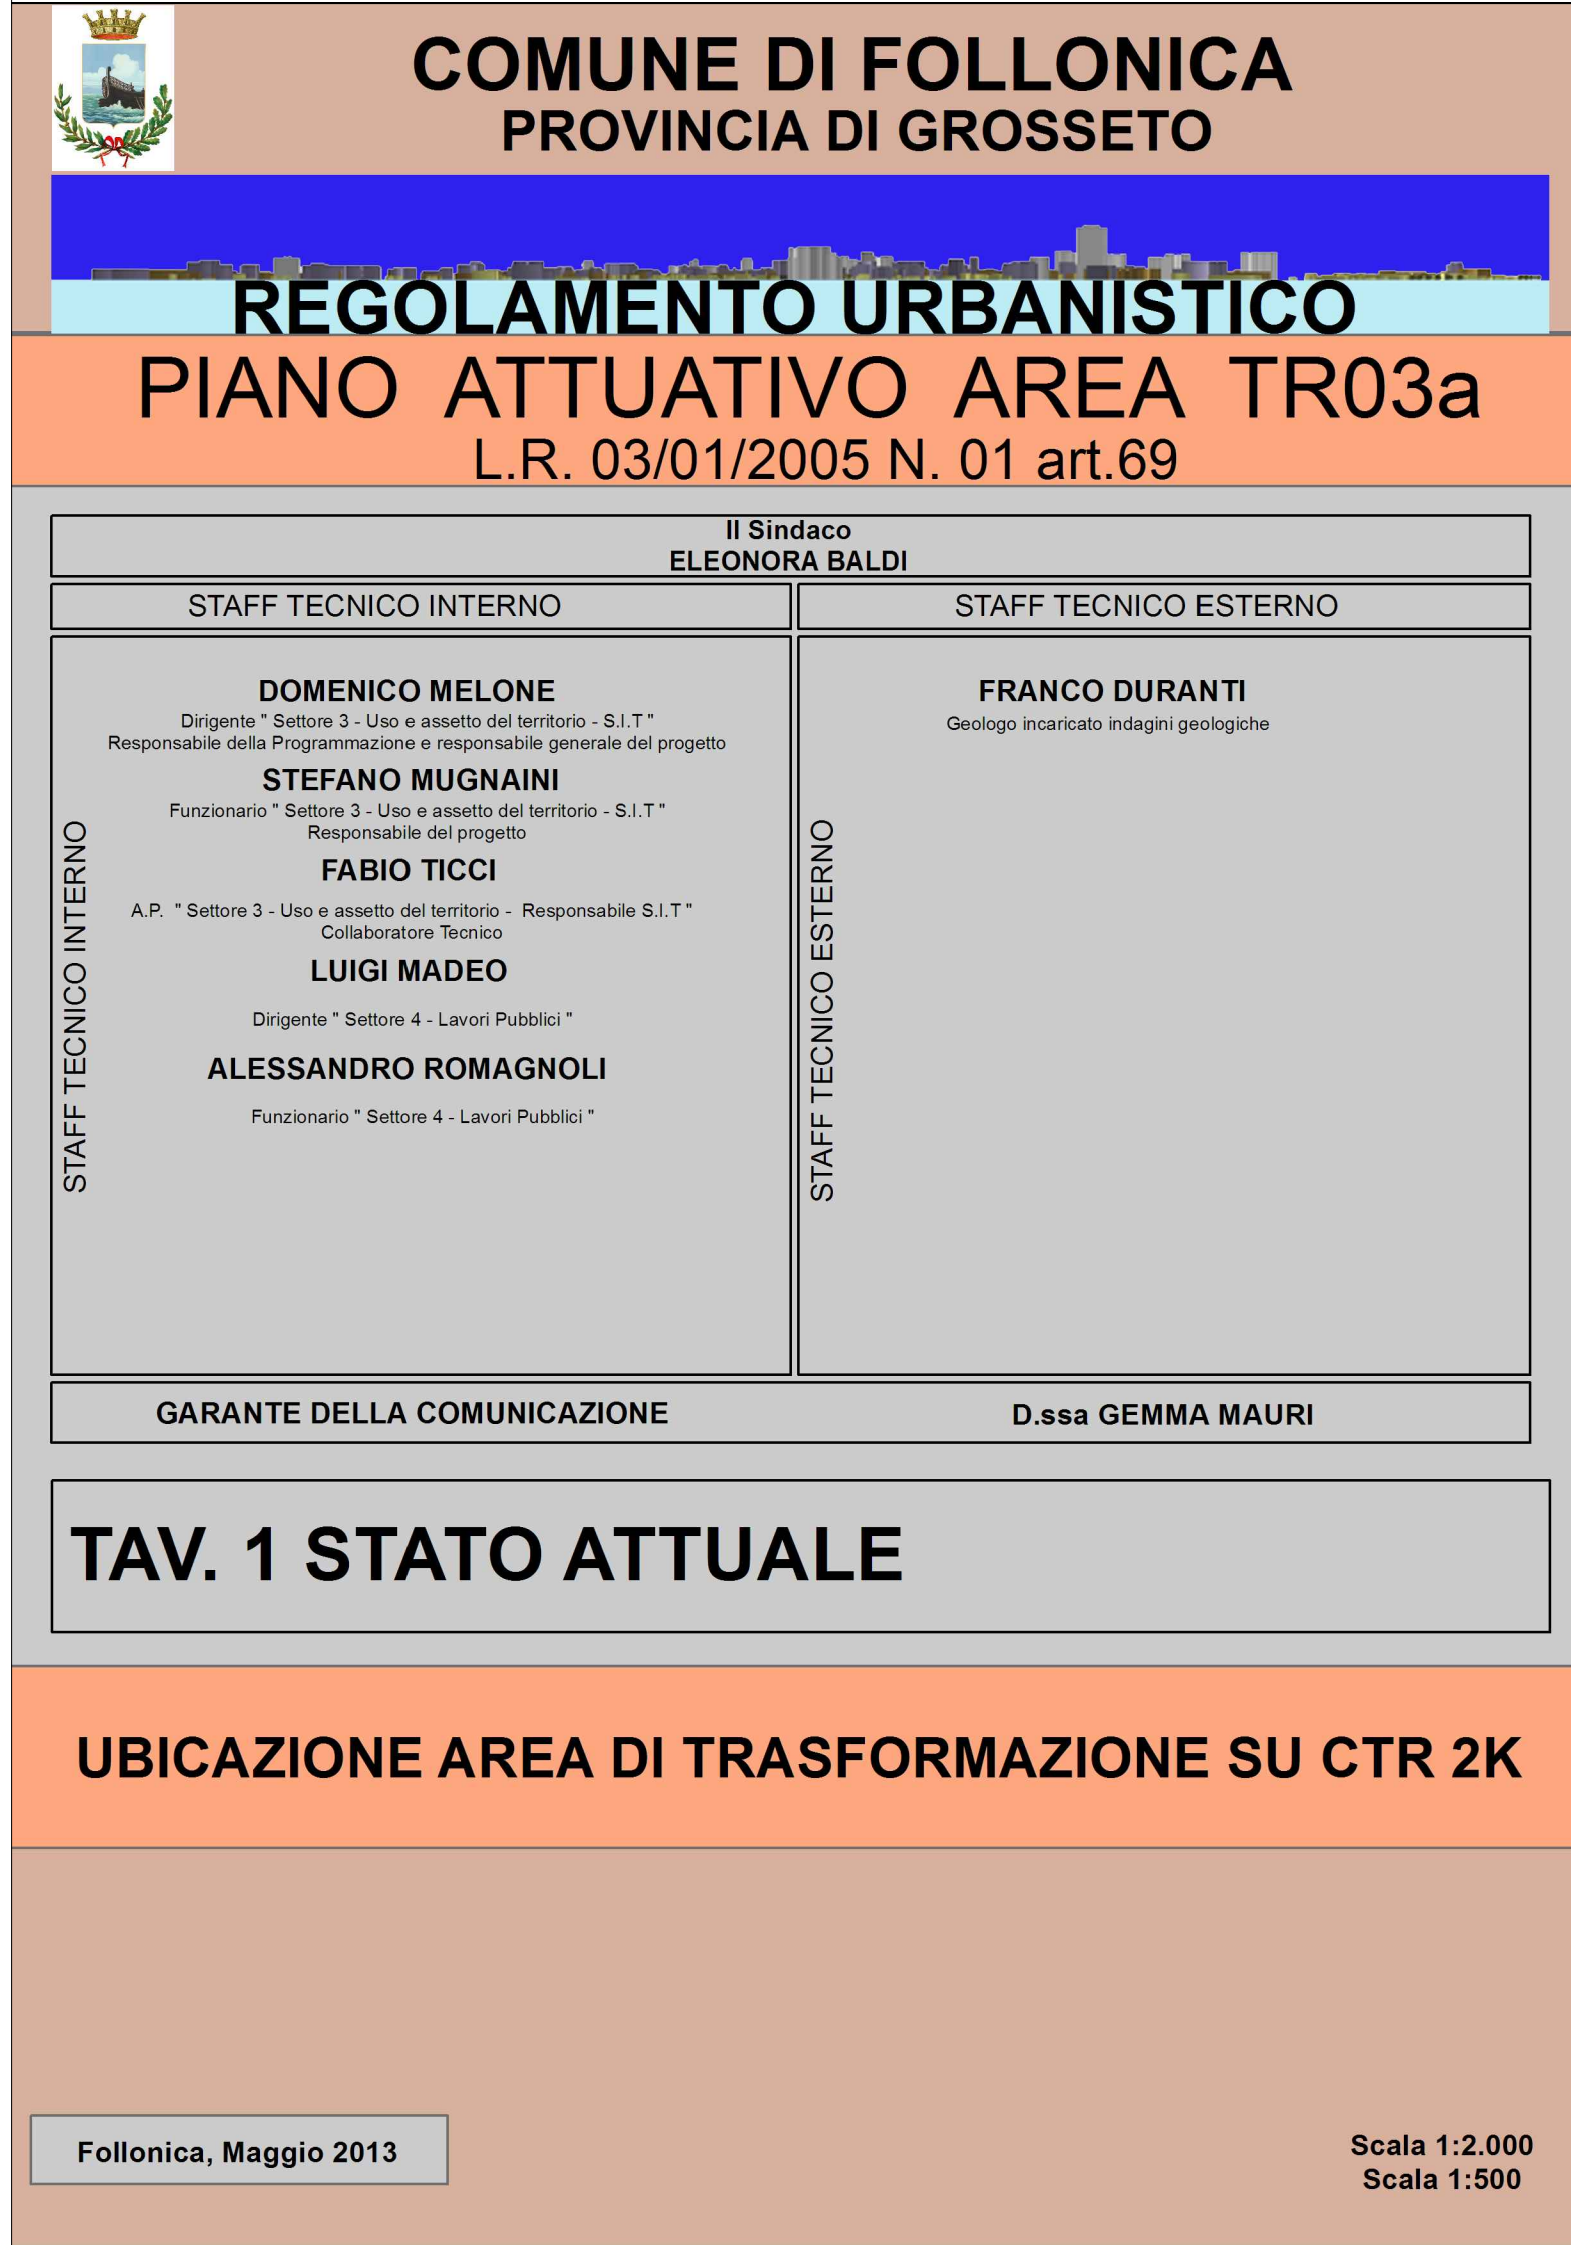 COMUNE DI FOLLONICA
PROVINCIA DI GROSSETO
REGOLAMENTO URBANISTICO
PIANO ATTUATIVO AREA TR03a
L.R. 03/01/2005 N. 01 art.69
Il Sindaco
ELEONORA BALDI
STAFF TECNICO INTERNO
STAFF TECNICO ESTERNO
STAFF TECNICO INTERNO
DOMENICO MELONE
Dirigente " Settore 3 - Uso e assetto del territorio - S.I.T "
Responsabile della Programmazione e responsabile generale del progetto
STEFANO MUGNAINI
Funzionario " Settore 3 - Uso e assetto del territorio - S.I.T "
Responsabile del progetto
FABIO TICCI
A.P. " Settore 3 - Uso e assetto del territorio - Responsabile S.I.T "
Collaboratore Tecnico
LUIGI MADEO
Dirigente " Settore 4 - Lavori Pubblici "
ALESSANDRO ROMAGNOLI
Funzionario " Settore 4 - Lavori Pubblici "
STAFF TECNICO ESTERNO
FRANCO DURANTI
Geologo incaricato indagini geologiche
GARANTE DELLA COMUNICAZIONE
D.ssa GEMMA MAURI
TAV. 1 STATO ATTUALE
UBICAZIONE AREA DI TRASFORMAZIONE SU CTR 2K
Follonica, Maggio 2013
Scala 1:2.000
Scala 1:500